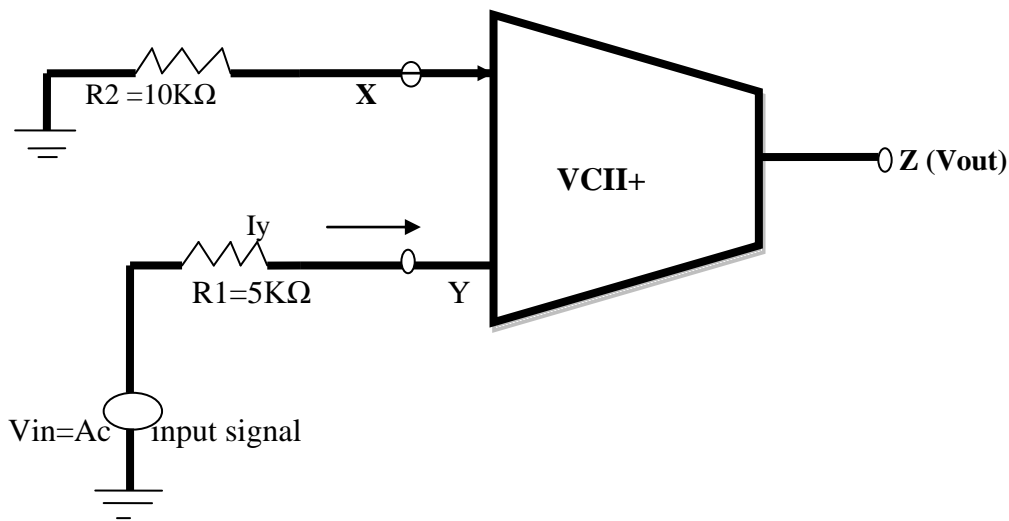 R2 =10KΩ
X
Z (Vout)
VCII+
Iy
R1=5KΩ
Y
Vin=Ac input signal